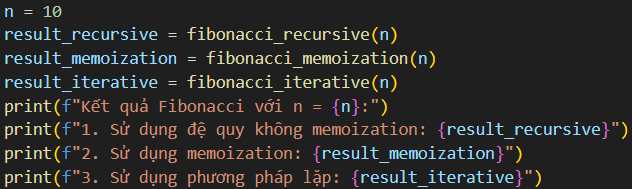 n = 10
result_recursive = fibonacci_recursive(n)
result_memoization = fibonacci_memoization(n)
result_iterative = fibonacci_iterative(n)
print(f"Kết quả Fibonacci với n = {n}:")
print(f"1. Sử dụng đệ quy không memoization: {result_recursive}")
print(f"2. Sử dụng memoization: {result_memoization}")
print(f"3. Sử dụng phương pháp lặp: {result_iterative}")